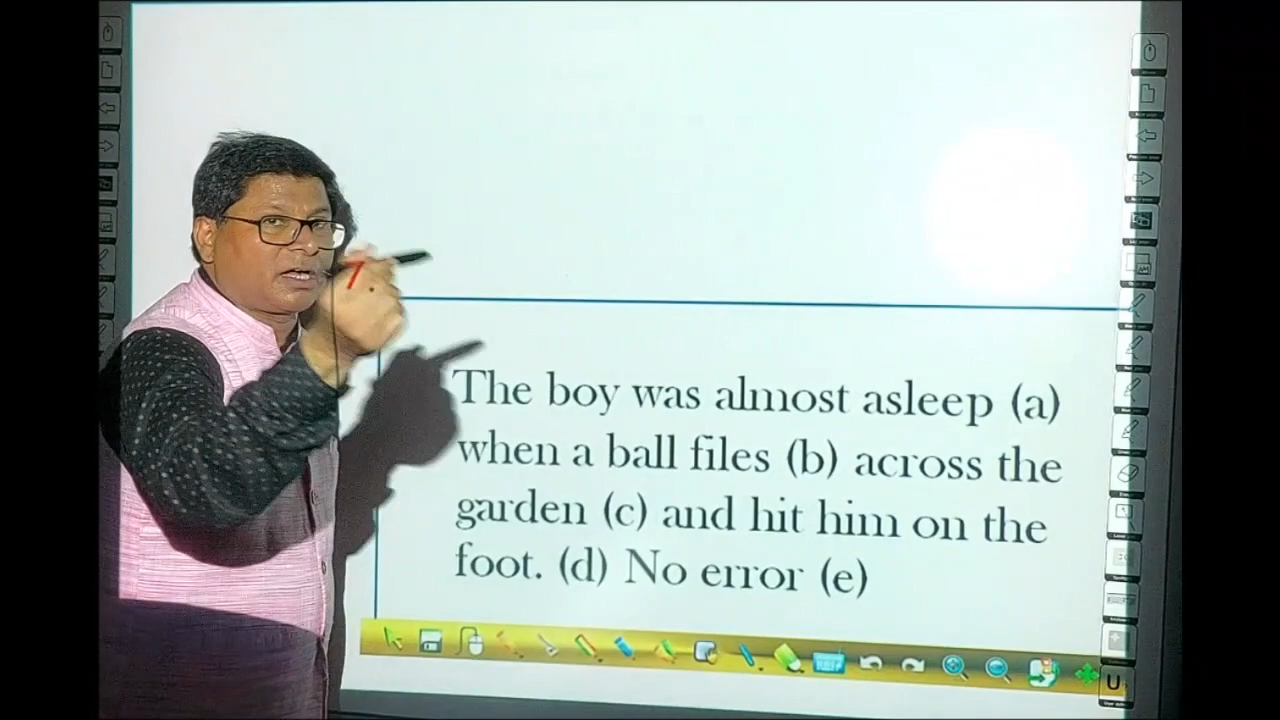 The boy was almost asleep (a)
when a ball files (b) across the
garden (c) and hit him on the
foot. (d) No error (e)
U